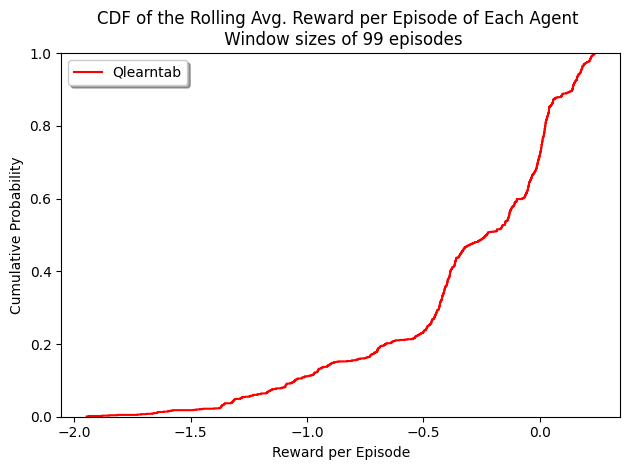 CDF of the Rolling Avg. Reward per Episode of Each Agent
Window sizes of 99 episodes
Qlearntab
Cumulative Probability
1.0
0.8
0.6
0.4
0.2
0.0
−2.0 −1.5 −1.0 −0.5 0.0
Reward per Episode